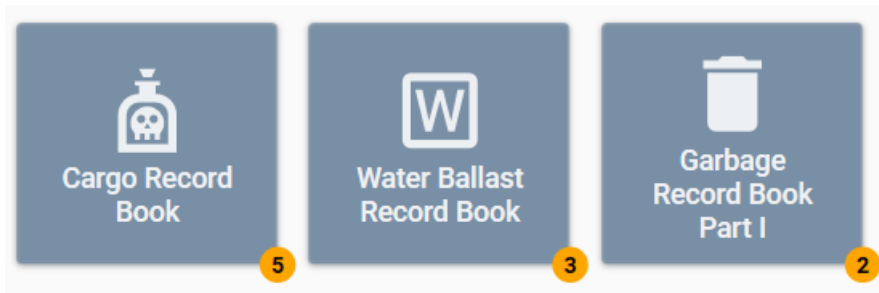 Cargo Record
Book
5
W
Water Ballast
Record Book
3
Garbage
Record Book
Part I
2